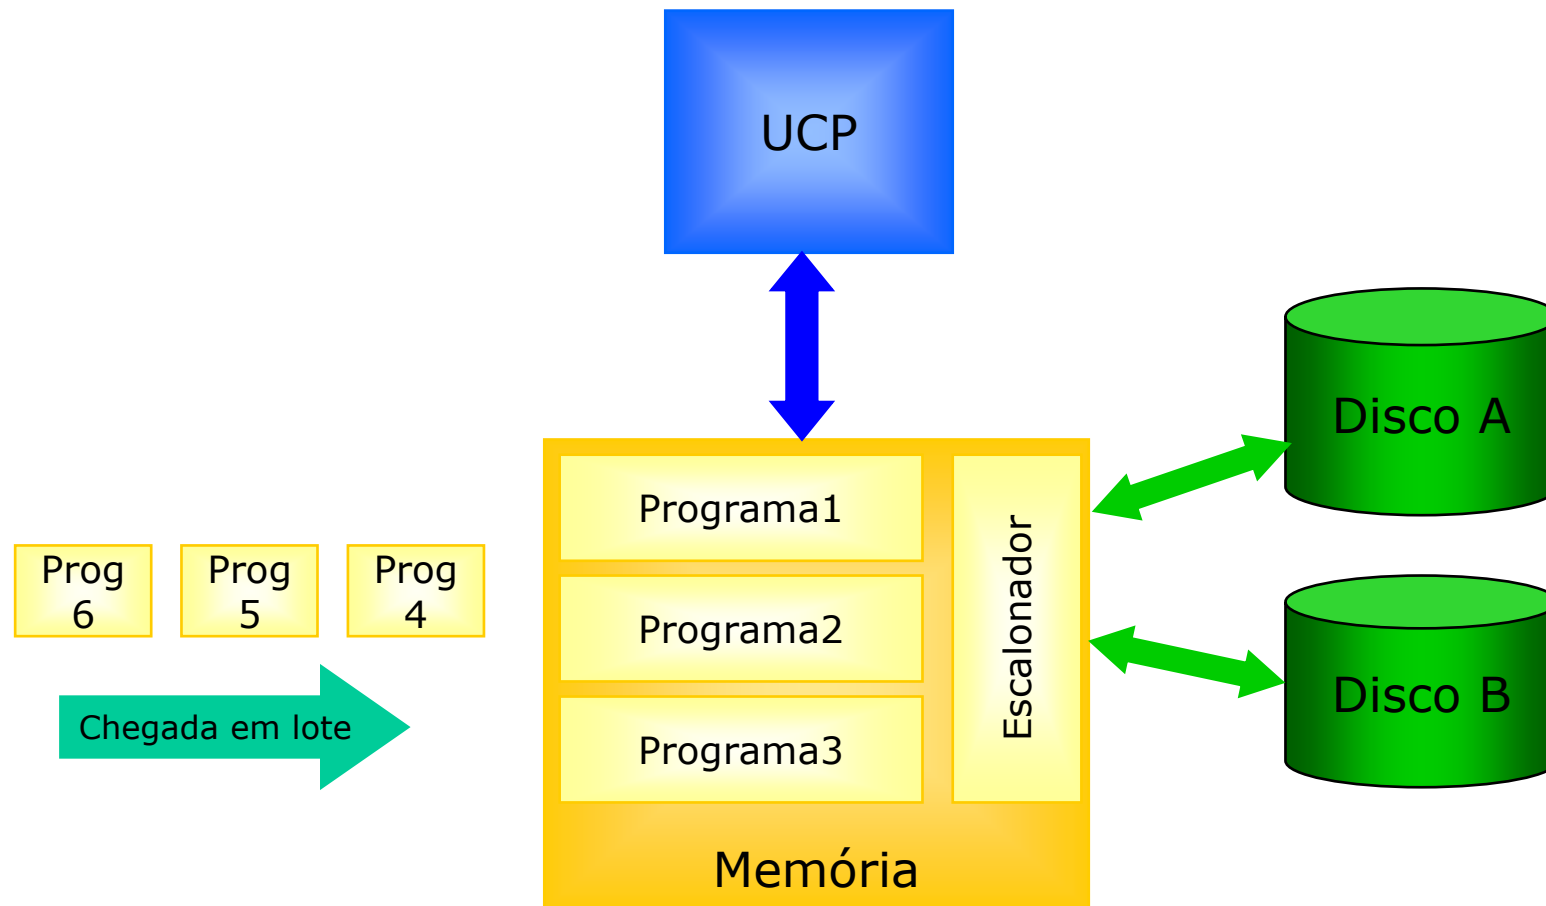 UCP
Disco A
Programa1
Escalonador
Prog
6
Prog
5
Prog
4
Programa2
Disco B
Chegada em lote
Programa3
Memória